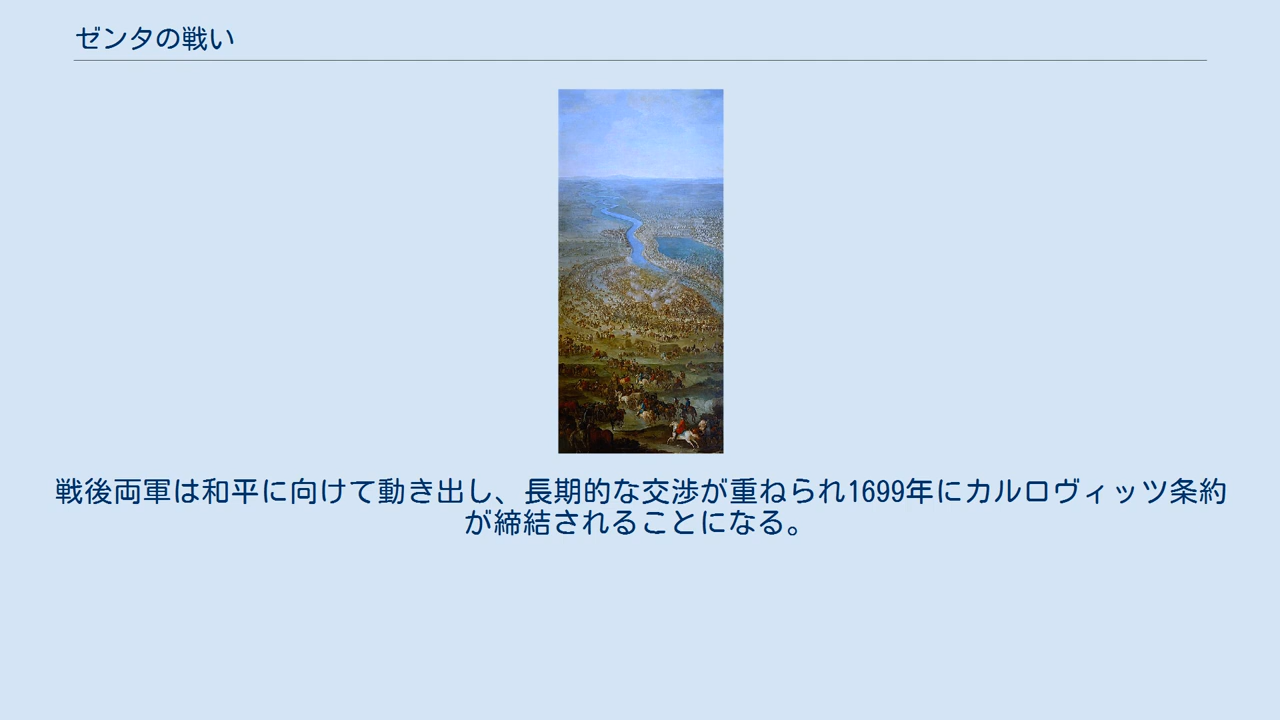 ゼンタの戦い
戦後両軍は和平に向けて動き出し、長期的な交渉が重ねられ1699年にカルロヴィッツ条約
が締結されることになる。